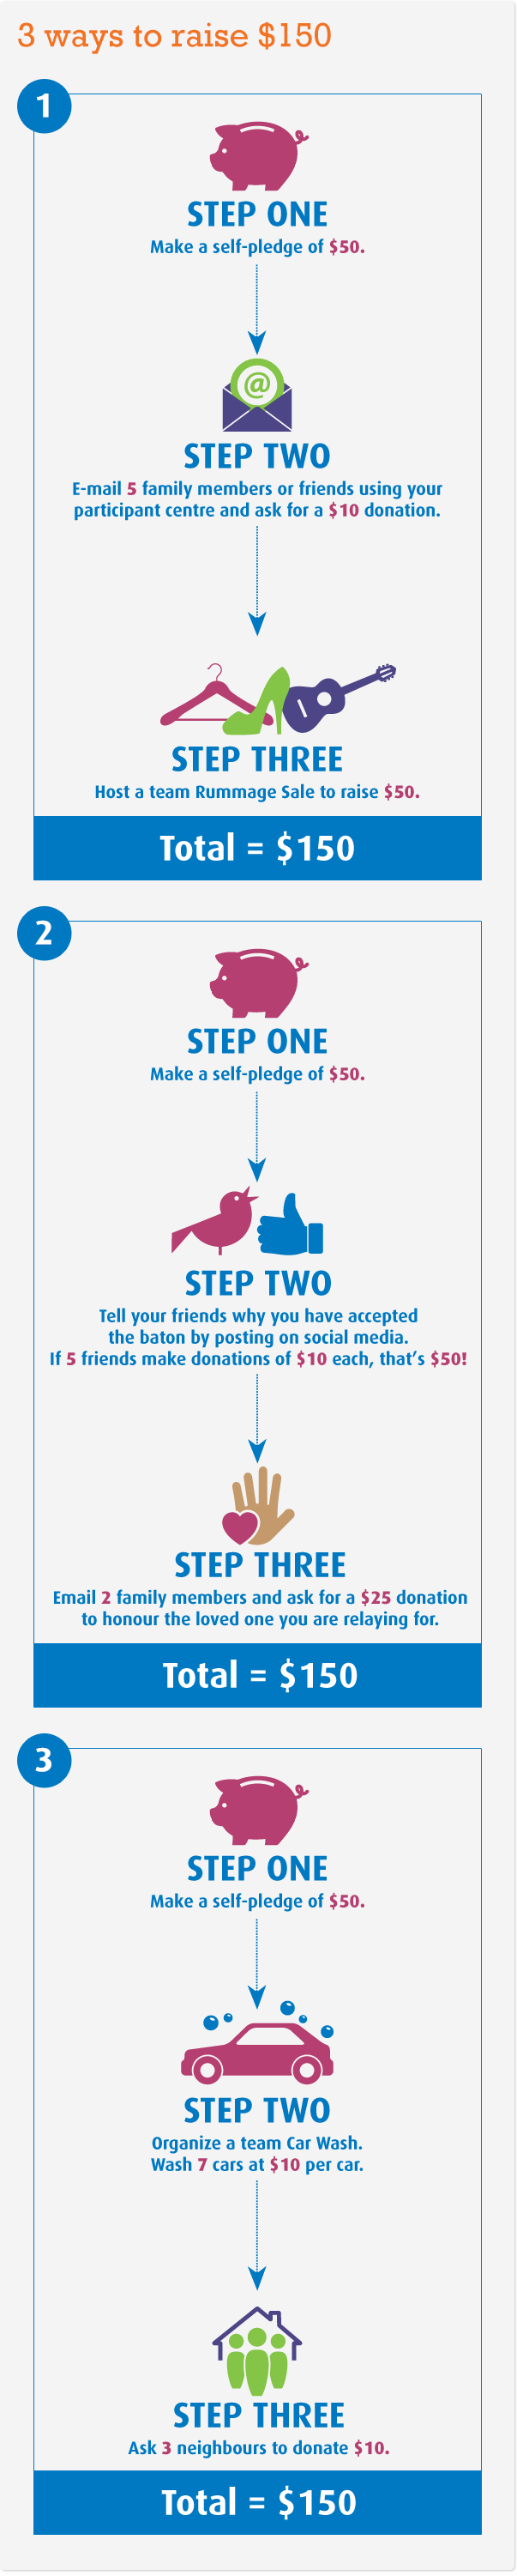 3 ways to raise $150
1
STEP ONE
Make a self-pledge of $50.
@
STEP TWO
E-mail 5 family members or friends using your
participant centre and ask for a $10 donation.
STEP THREE
Host a team Rummage Sale to raise $50.
Total = $150
2
STEP ONE
Make a self-pledge of $50.
STEP TWO
Tell your friends why you have accepted
the baton by posting on social media.
If 5 friends make donations of $10 each, that's $50!
STEP THREE
Email 2 family members and ask for a $25 donation
to honour the loved one you are relaying for.
Total = $150
3
STEP ONE
Make a self-pledge of $50.
STEP TWO
Organize a team Car Wash.
Wash 7 cars at $10 per car.
STEP THREE
Ask 3 neighbours to donate $10.
Total = $150